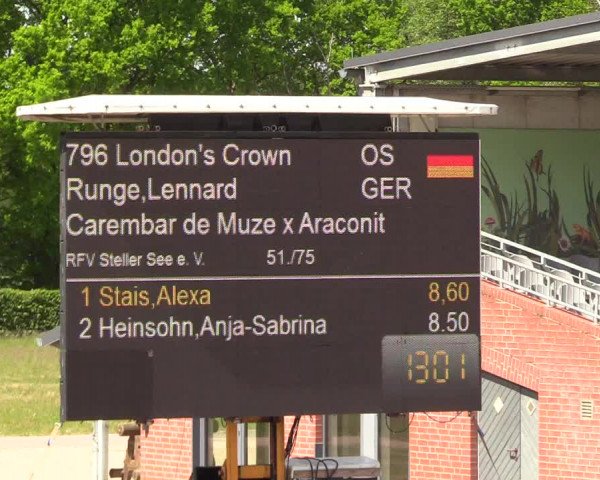 796 London's Crown OS
Runge,Lennard GER
Carembar de Muze x Araconit
RFV Steller See e. V. 51./75
1 Stais,Alexa 8,60
2 Heinsohn,Anja-Sabrina 8.50
1301